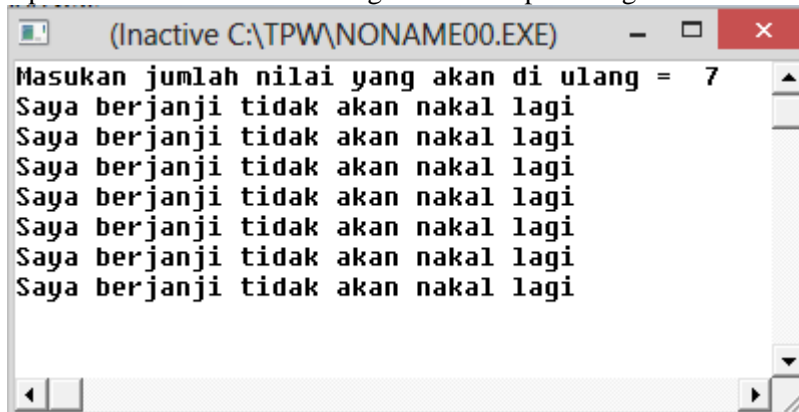 (Inactive C:\TPW\NONAME00.EXE)
Masukan jumlah nilai yang akan di ulang = 7
Saya berjanji tidak akan nakal lagi
Saya berjanji tidak akan nakal lagi
Saya berjanji tidak akan nakal lagi
Saya berjanji tidak akan nakal lagi
Saya berjanji tidak akan nakal lagi
Saya berjanji tidak akan nakal lagi
Saya berjanji tidak akan nakal lagi